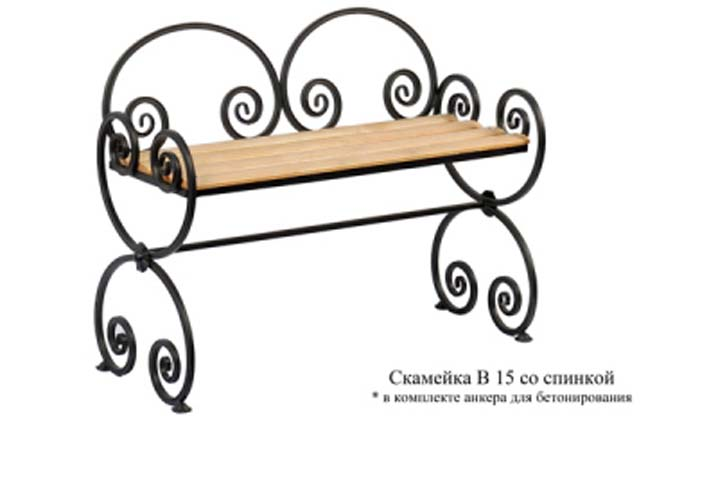 Скамейка В 15 со спинкой
* в комплекте анкера для бетонирования